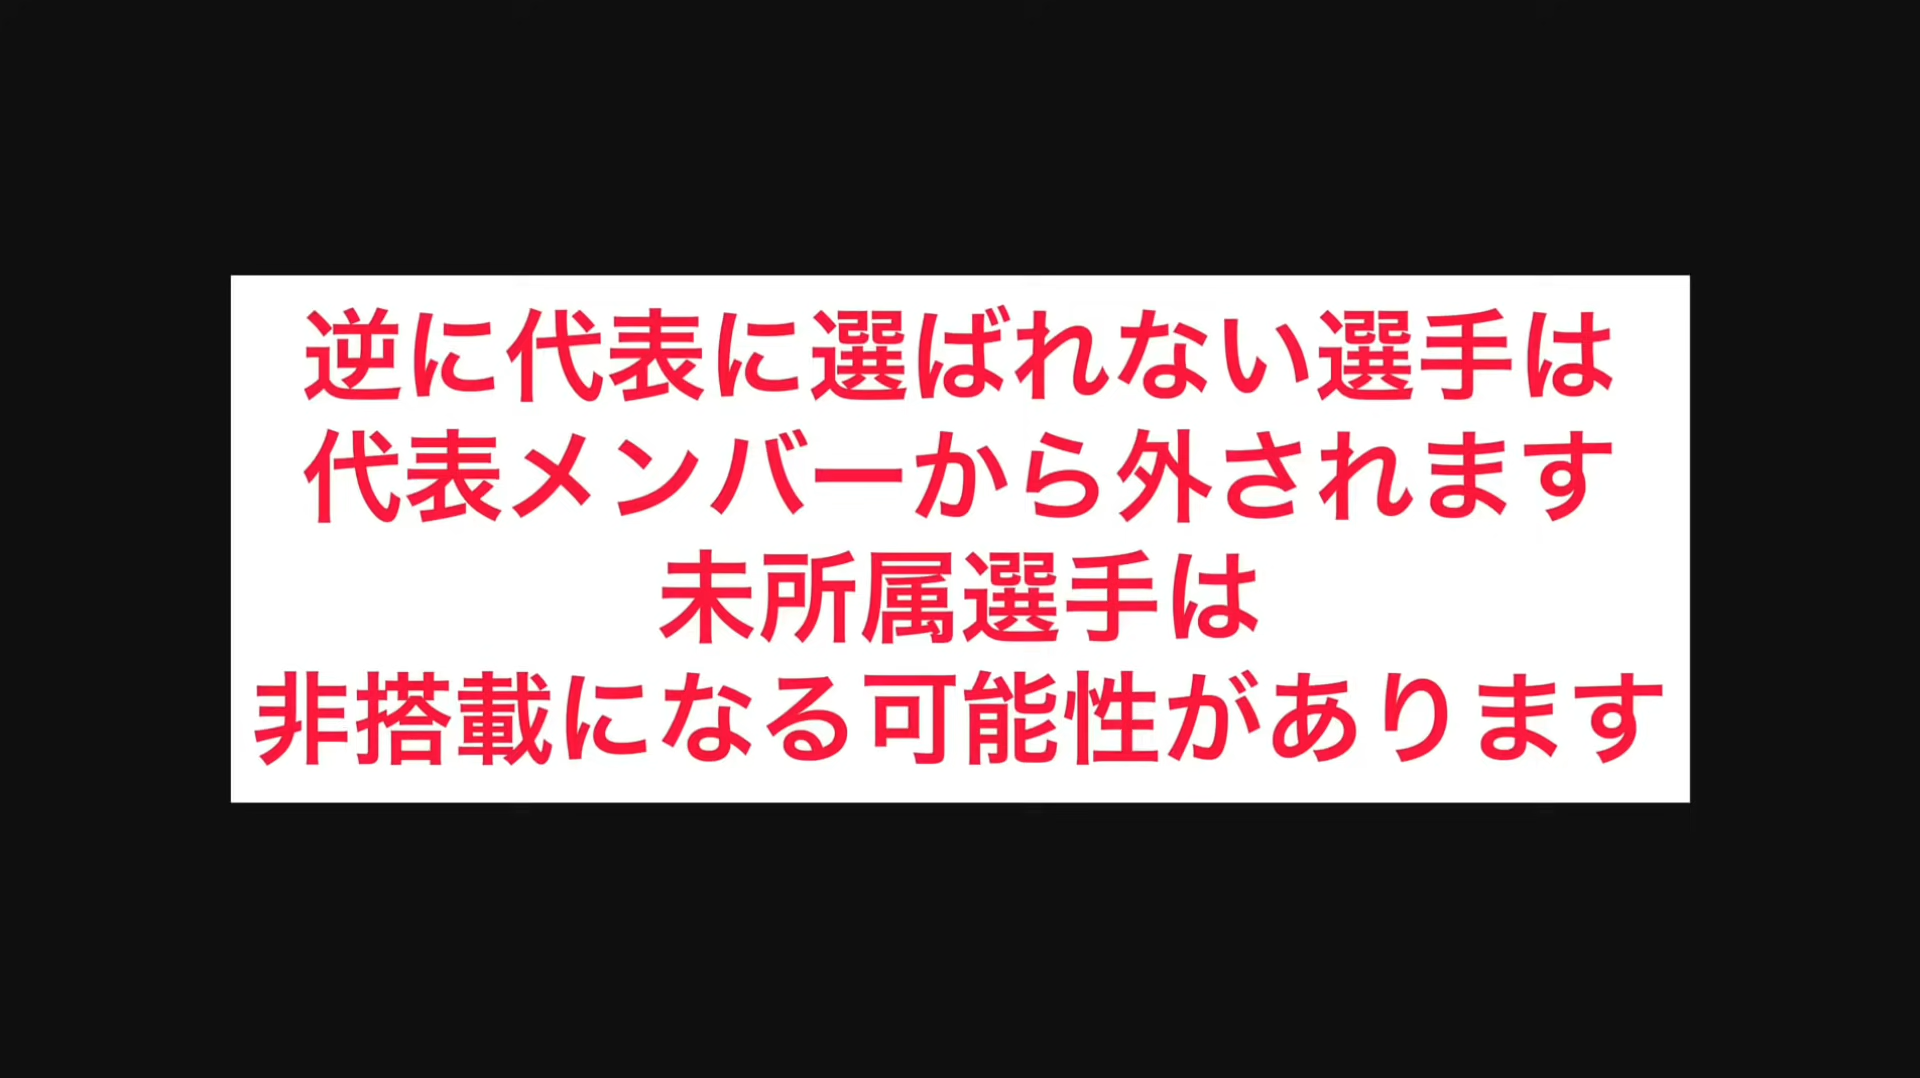 逆に代表に選ばれない選手は
代表メンバーから外されます
未所属選手は
非搭載になる可能性があります